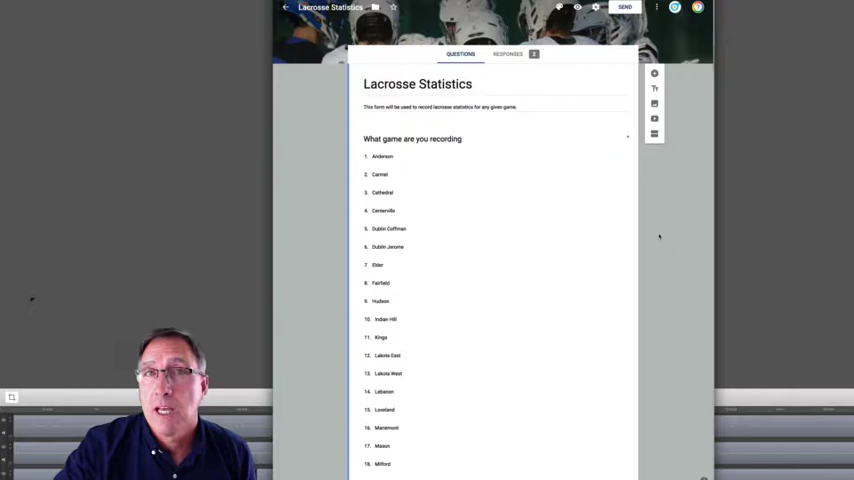 Lacrosse Statistics
SEND
QUESTIONS
RESPONSES 2
Lacrosse Statistics
This form will be used to record lacrosse statistics for any given game.
What game are you recording *
1. Anderson
2. Carmel
3. Cathedral
4. Centerville
5. Dublin Coffman
6. Dublin Jerome
7. Elder
8. Fairfield
9. Hudson
10. Indian Hill
11. Kings
12. Lakota East
13. Lakota West
14. Lebanon
15. Loveland
16. Mariemont
17. Mason
18. Milford